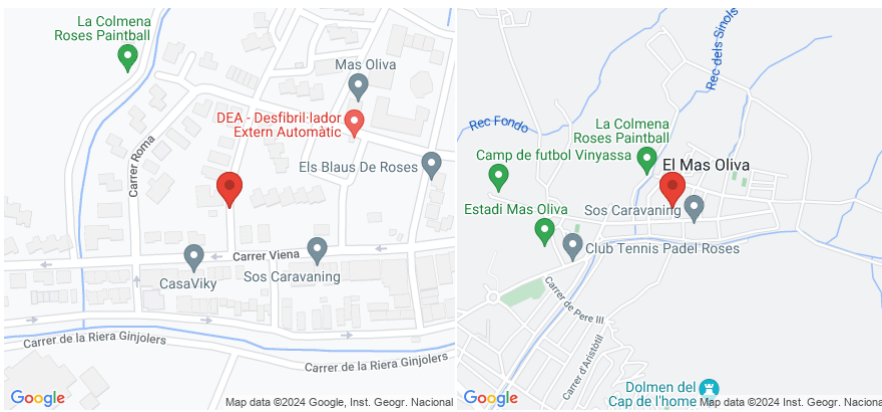 La Colmena
Roses Paintball
Mas Oliva
DEA - Desfibril·lador
Extern Automàtic
Els Blaus De Roses
Carrer Roma
Carrer Viena
CasaViky
Sos Caravaning
Carrer de la Riera Ginjolers
Carrer de la Riera Ginjolers
Google
Map data ©2024 Google, Inst. Geogr. Nacional
Rec dels Sinols
Rec Fondo
La Colmena
Roses Paintball
Camp de futbol Vinyassa
El Mas Oliva
Estadi Mas Oliva
Sos Caravaning
Club Tennis Padel Roses
Carrer de Pere III
Carrer d'Aristòtil
Dolmen del
Cap de l'home
Google
Map data ©2024 Google, Inst. Geogr. Naciona